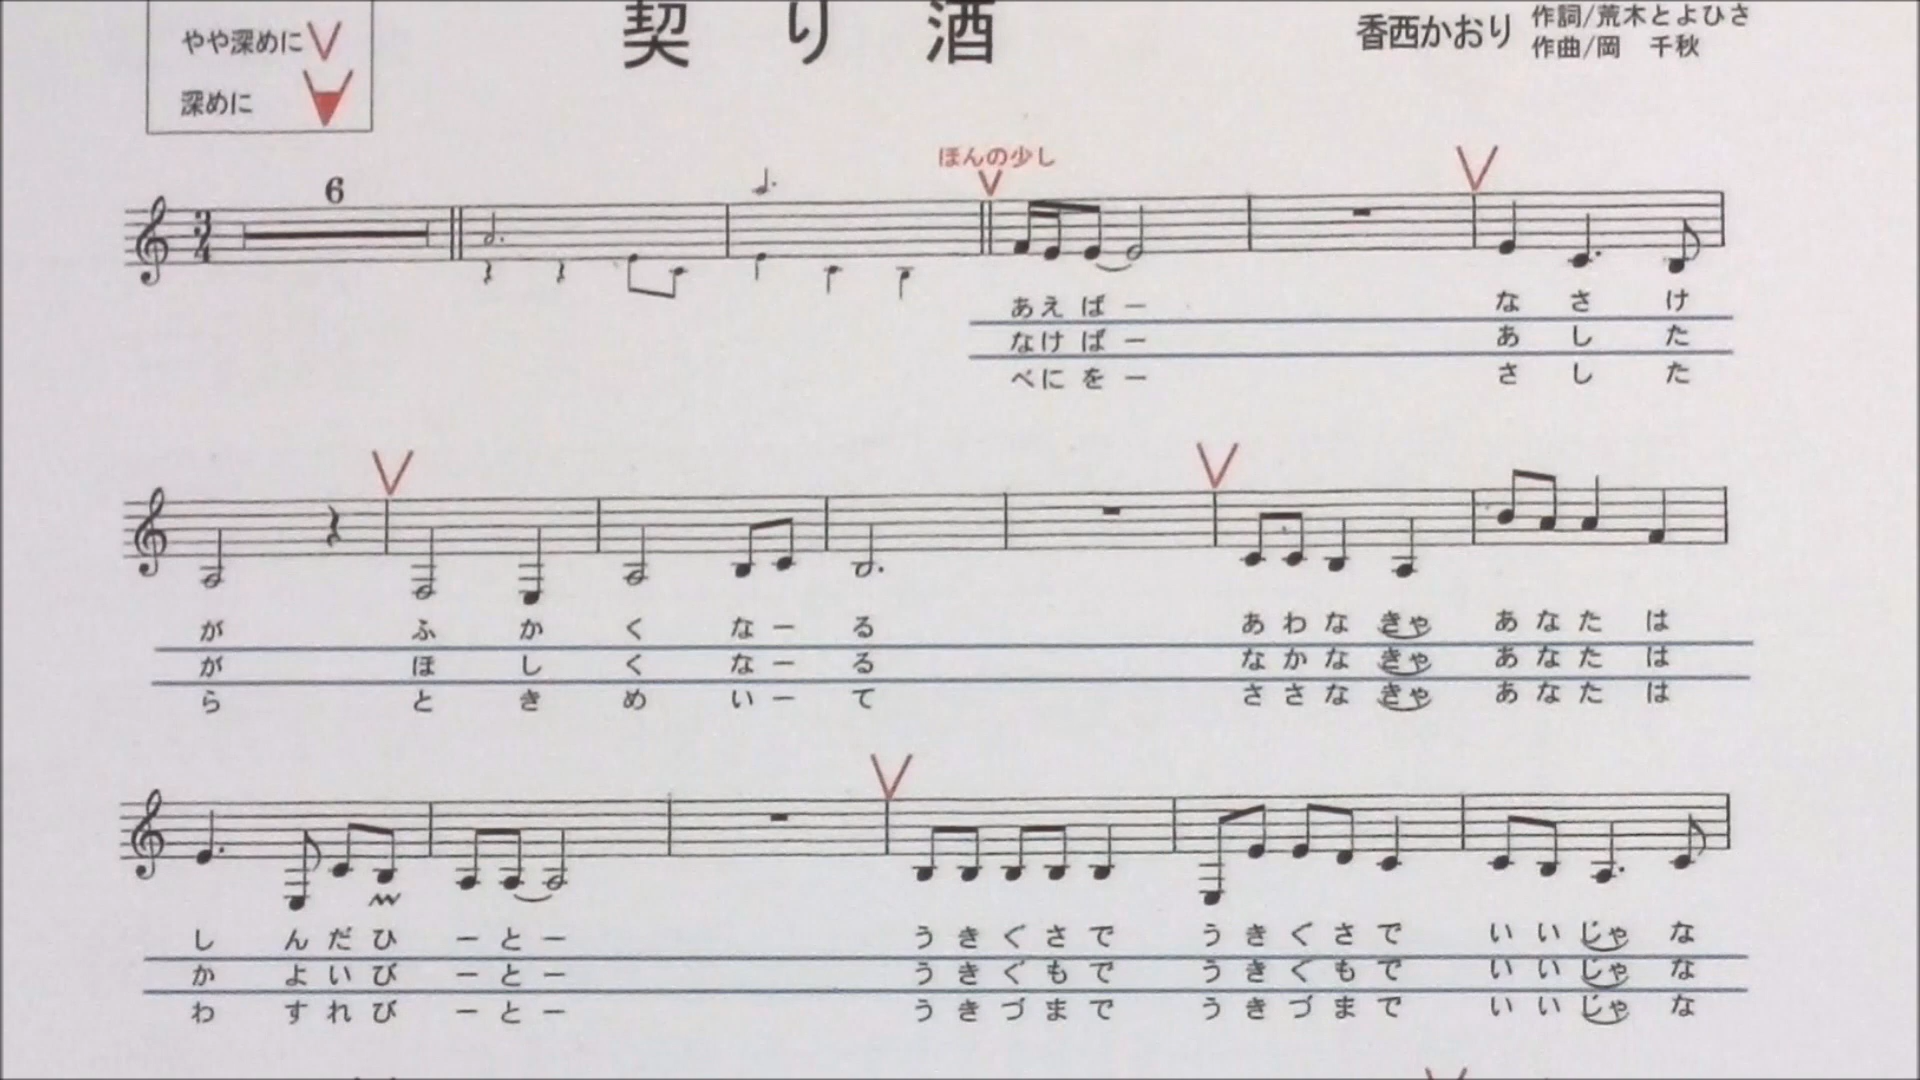 やや深めに
深めに
契り酒
香西かおり
作詞/荒木とよひさ
作曲/岡 千秋
6
ほんの少し
3
4
あえ ば ー な さ け
なけ ば ー あ し た
べに を ー さ し た
が ふ か く な ー る あ わ な きゃ あ な た は
が ほ し く な ー る な か な きゃ あ な た は
ら と き め い ー て さ さ な きゃ あ な た は
し ん だ ひ ー と ー う き ぐ さ で う き ぐ さ で い い じゃ な
か よ い び ー と ー う き ぐ も で う き ぐ も で い い じゃ な
わ す れ び ー と ー う き づ ま で う き づ ま で い い じゃ な